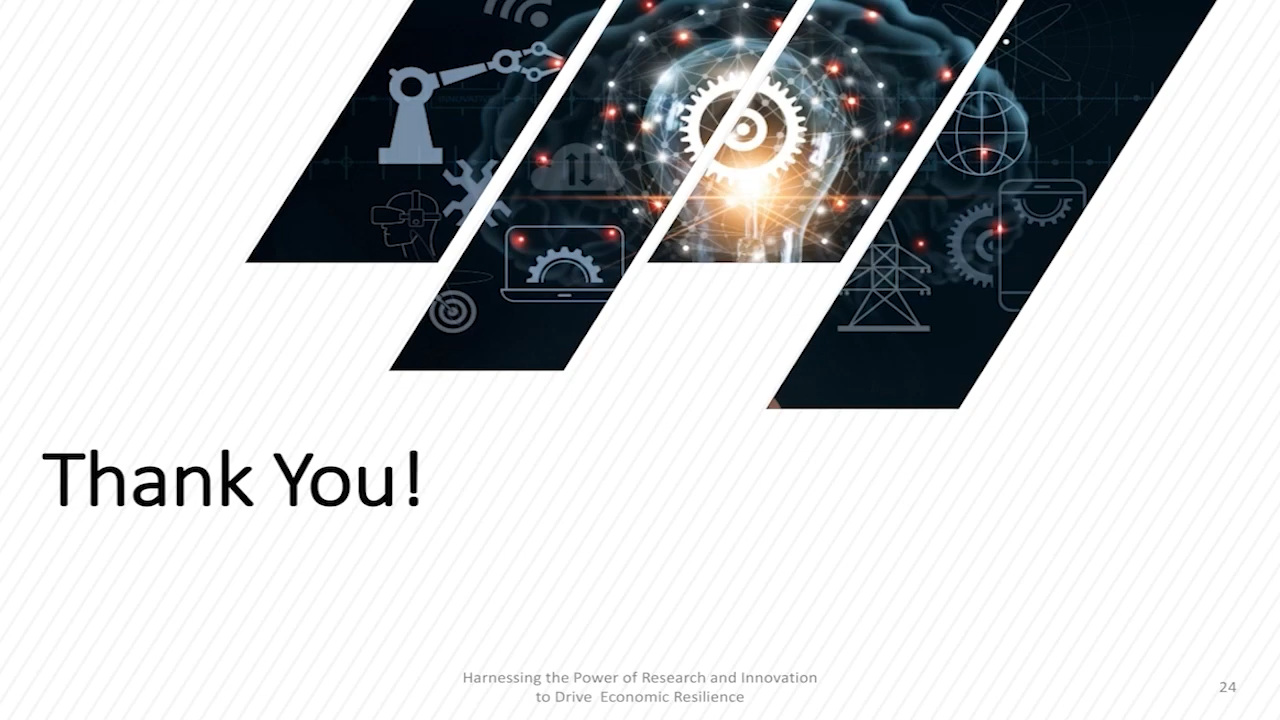 Thank You!
Harnessing the Power of Research and Innovation
to Drive  Economic Resilience
24